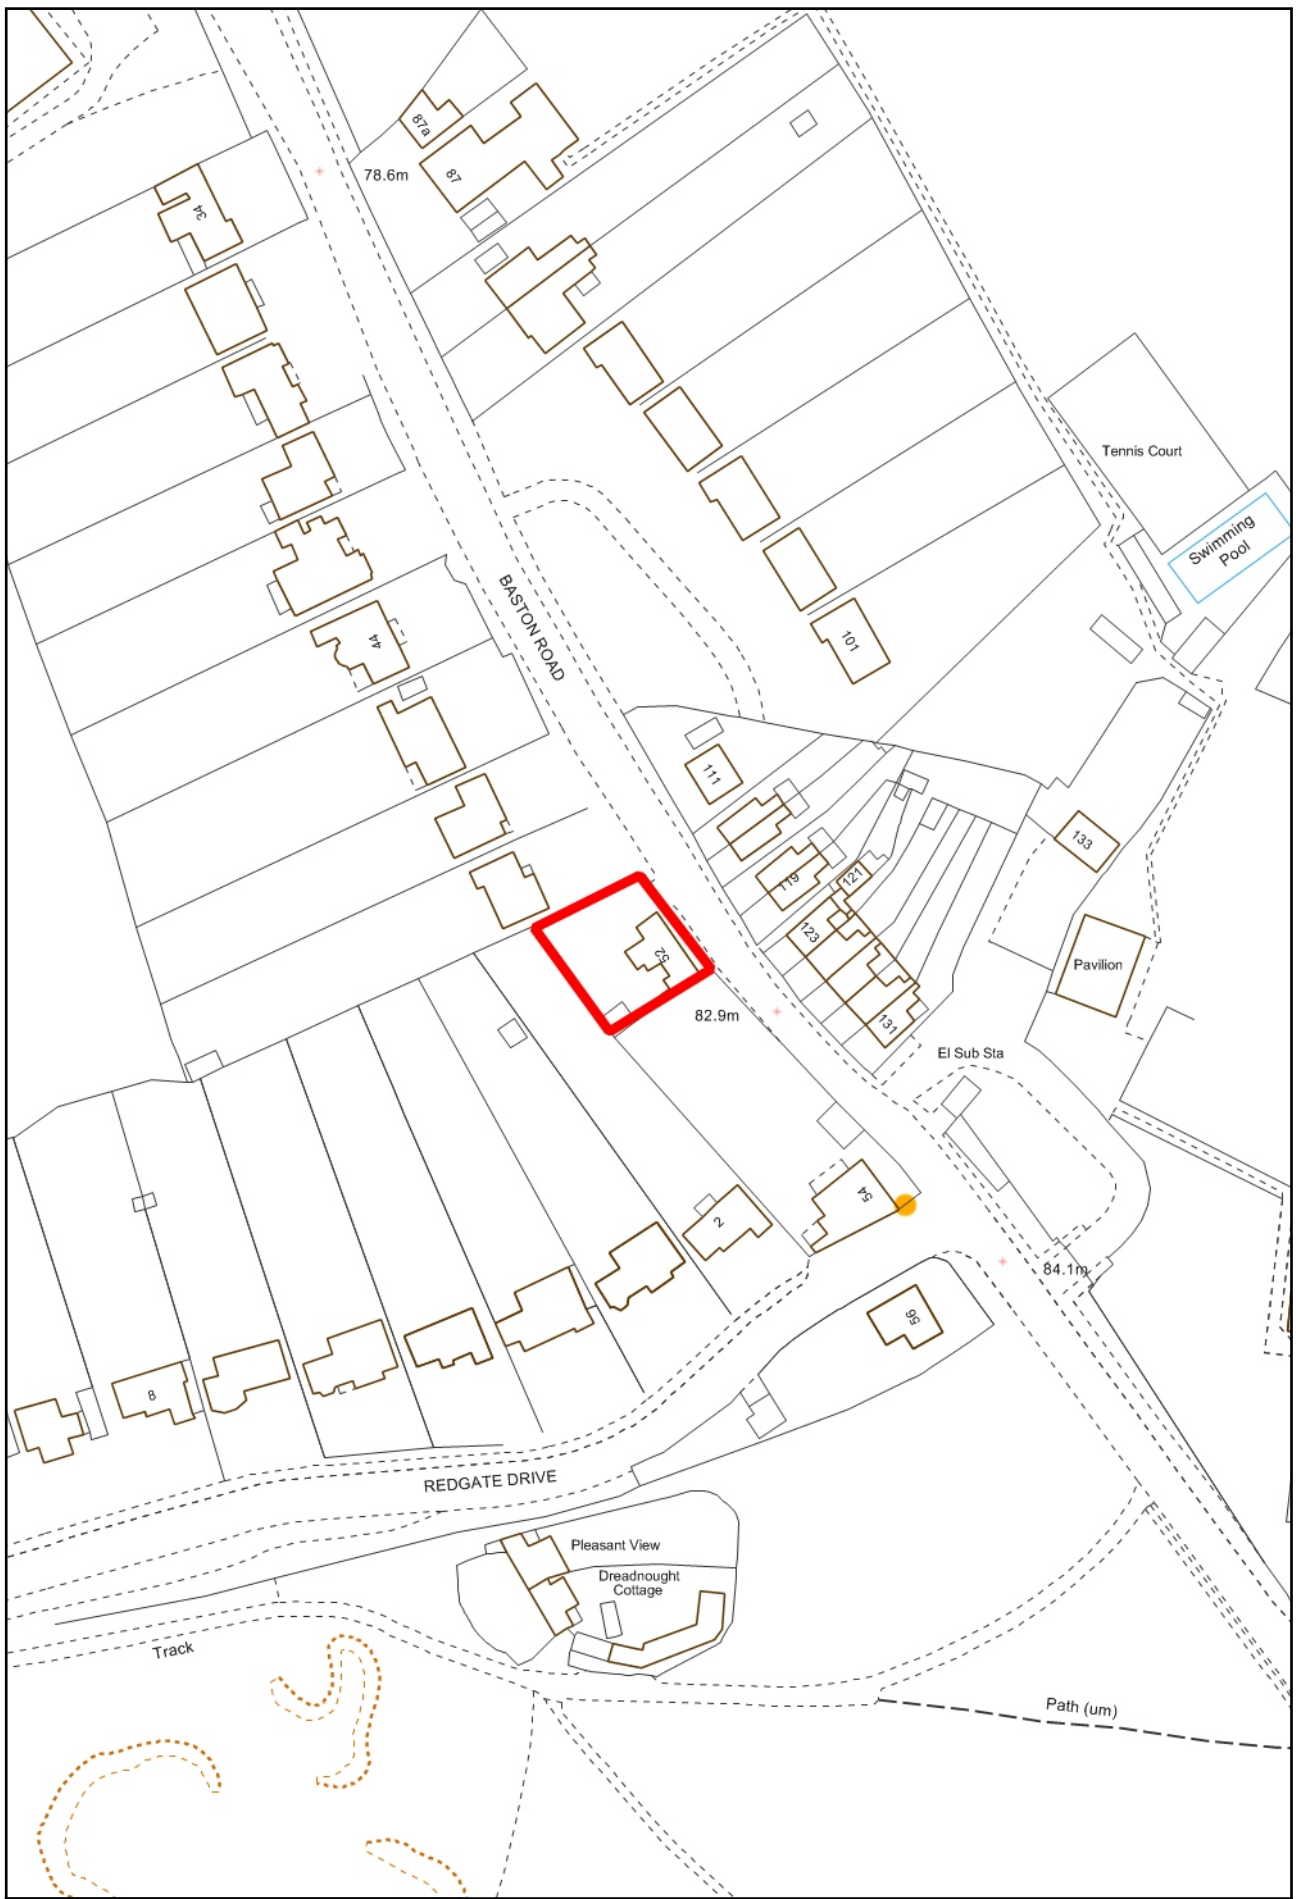 87a
87
78.6m
34
Tennis Court
Swimming
Pool
BASTON ROAD
44
101
111
119
121
123
131
133
Pavilion
52
82.9m
El Sub Sta
54
2
84.1m
56
8
REDGATE DRIVE
Pleasant View
Dreadnought
Cottage
Track
Path (um)